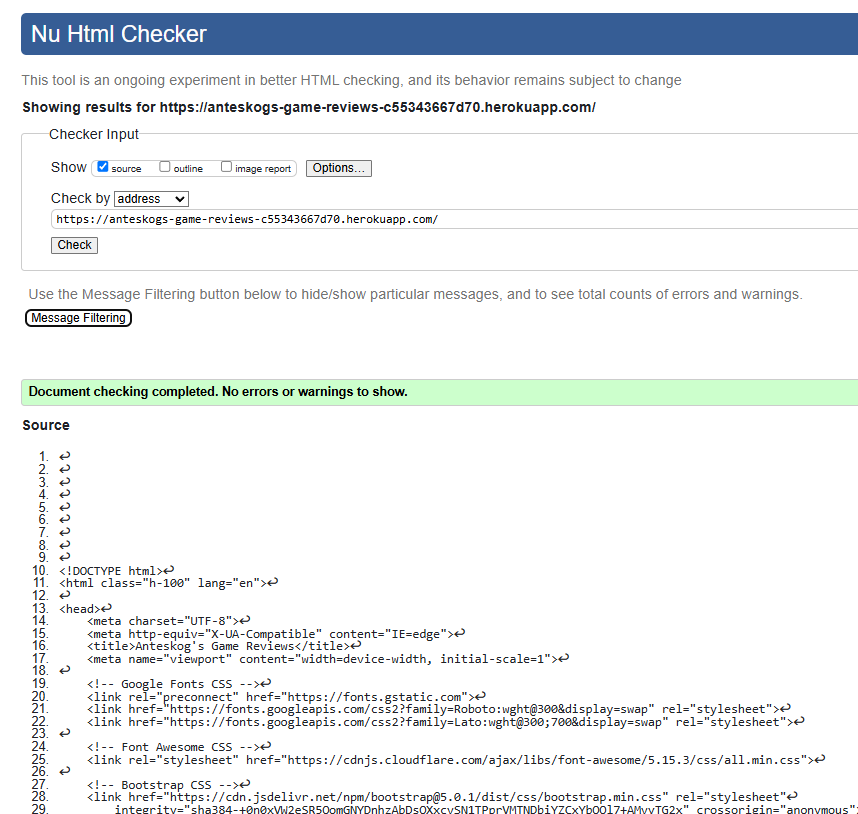 Nu Html Checker
This tool is an ongoing experiment in better HTML checking, and its behavior remains subject to change
Showing results for https://anteskogs-game-reviews-c55343667d70.herokuapp.com/
Checker Input
Show source outline image report Options...
Check by address
https://anteskogs-game-reviews-c55343667d70.herokuapp.com/
Check
Use the Message Filtering button below to hide/show particular messages, and to see total counts of errors and warnings.
Message Filtering
Document checking completed. No errors or warnings to show.
Source
1. ↩
2. ↩
3. ↩
4. ↩
5. ↩
6. ↩
7. ↩
8. ↩
9. ↩
10. <!DOCTYPE html>↩
11. <html class="h-100" lang="en">↩
12. ↩
13. <head>↩
14. <meta charset="UTF-8">↩
15. <meta http-equiv="X-UA-Compatible" content="IE=edge">↩
16. <title>Anteskog's Game Reviews</title>↩
17. <meta name="viewport" content="width=device-width, initial-scale=1">↩
18. ↩
19. <!-- Google Fonts CSS -->↩
20. <link rel="preconnect" href="https://fonts.gstatic.com">↩
21. <link href="https://fonts.googleapis.com/css2?family=Roboto:wght@300&display=swap" rel="stylesheet">↩
22. <link href="https://fonts.googleapis.com/css2?family=Lato:wght@300;700&display=swap" rel="stylesheet">↩
23. ↩
24. <!-- Font Awesome CSS -->↩
25. <link rel="stylesheet" href="https://cdnjs.cloudflare.com/ajax/libs/font-awesome/5.15.3/css/all.min.css">↩
26. ↩
27. <!-- Bootstrap CSS -->↩
28. <link href="https://cdn.jsdelivr.net/npm/bootstrap@5.0.1/dist/css/bootstrap.min.css" rel="stylesheet"↩
29. integrity="sha384-+0n0xVW2eSR5OomGNYDnhzAbDsOXxcvSN1TPprVMTNDbiYZCxYbOOl7+AMvyTG2x" crossorigin="anonymous"